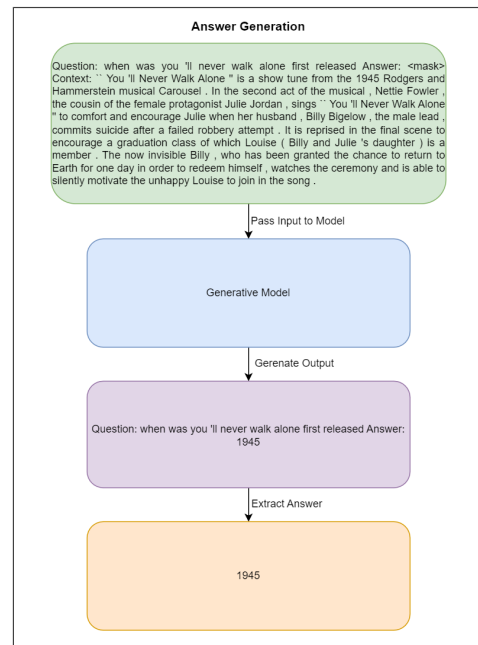 Answer Generation
Question: when was you 'll never walk alone first released Answer: <mask>
Context: `` You 'll Never Walk Alone '' is a show tune from the 1945 Rodgers and
Hammerstein musical Carousel . In the second act of the musical , Nettie Fowler ,
the cousin of the female protagonist Julie Jordan , sings `` You 'll Never Walk Alone
'' to comfort and encourage Julie when her husband , Billy Bigelow , the male lead ,
commits suicide after a failed robbery attempt . It is reprised in the final scene to
encourage a graduation class of which Louise ( Billy and Julie 's daughter ) is a
member . The now invisible Billy , who has been granted the chance to return to
Earth for one day in order to redeem himself , watches the ceremony and is able to
silently motivate the unhappy Louise to join in the song .
Pass Input to Model
Generative Model
Gerenate Output
Question: when was you 'll never walk alone first released Answer:
1945
Extract Answer
1945